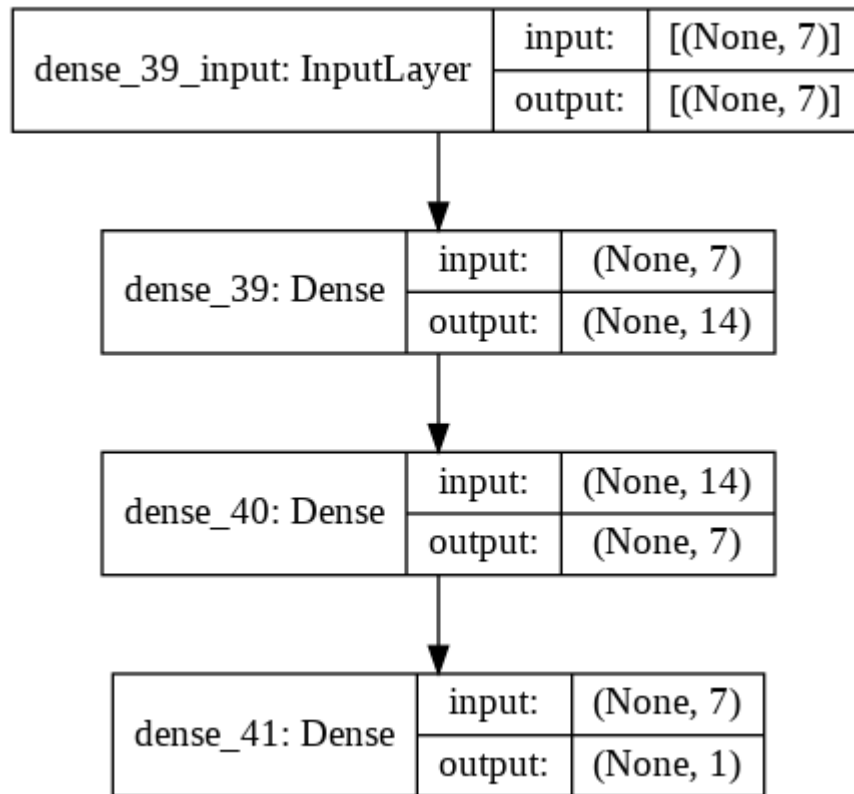 dense_39_input: InputLayer
input: [(None, 7)]
output: [(None, 7)]
dense_39: Dense
input: (None, 7)
output: (None, 14)
dense_40: Dense
input: (None, 14)
output: (None, 7)
dense_41: Dense
input: (None, 7)
output: (None, 1)